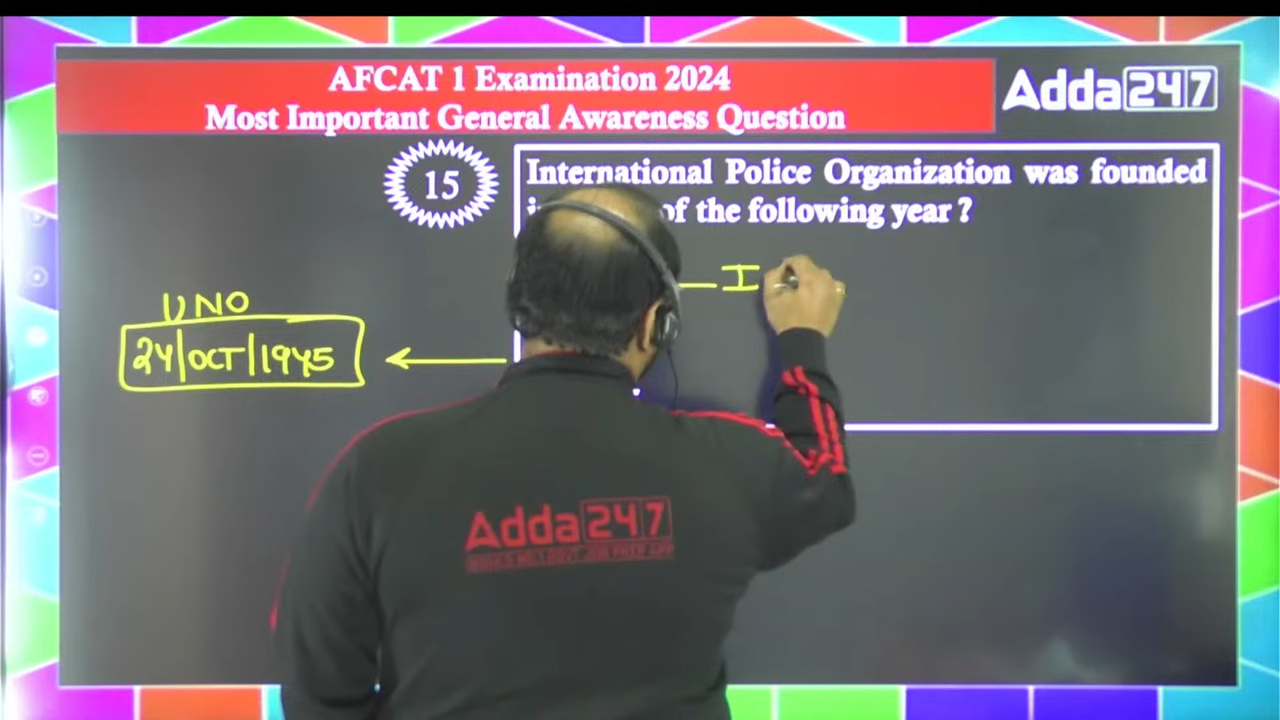 AFCAT 1 Examination 2024
Most Important General Awareness Question
Adda247
15
International Police Organization was founded
of the following year ?
I
UNO
24|OCT|1945
Adda247